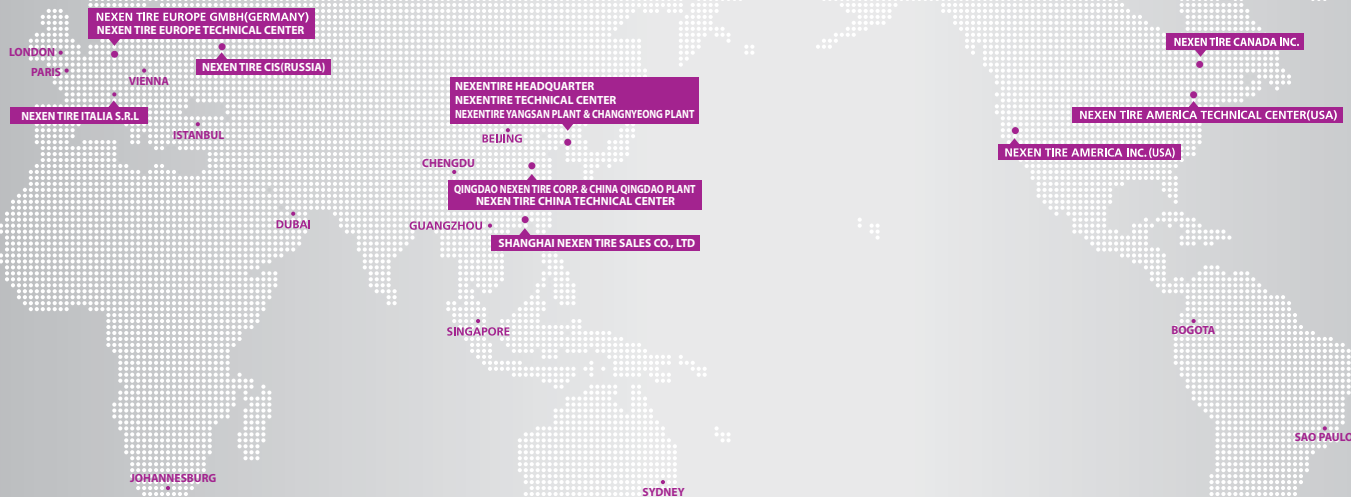 NEXEN TIRE EUROPE GMBH(GERMANY)
NEXEN TIRE EUROPE TECHNICAL CENTER
LONDON
NEXEN TIRE CIS(RUSSIA)
PARIS
VIENNA
NEXEN TIRE ITALIA S.R.L
ISTANBUL
DUBAI
JOHANNESBURG
NEXENTIRE HEADQUARTER
NEXENTIRE TECHNICAL CENTER
NEXENTIRE YANGSAN PLANT & CHANGNYEONG PLANT
BEIJING
CHENGDU
QINGDAO NEXEN TIRE CORP. & CHINA QINGDAO PLANT
NEXEN TIRE CHINA TECHNICAL CENTER
GUANGZHOU
SHANGHAI NEXEN TIRE SALES CO., LTD
SINGAPORE
SYDNEY
NEXEN TIRE CANADA INC.
NEXEN TIRE AMERICA TECHNICAL CENTER(USA)
NEXEN TIRE AMERICA INC.(USA)
BOGOTA
SAO PAULO